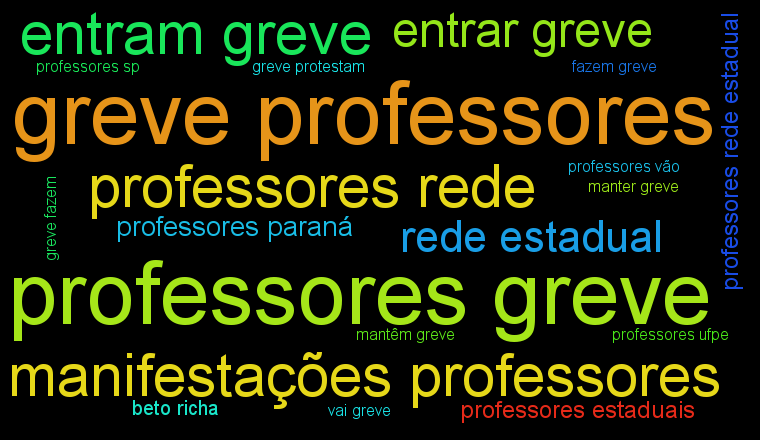 entram greve
entrar greve
professores sp
greve protestam
fazem greve
greve professores
professores rede estadual
professores rede
professores vão
manter greve
greve fazem
professores paraná
rede estadual
professores greve
mantêm greve
professores ufpe
manifestações professores
beto richa
vai greve
professores estaduais